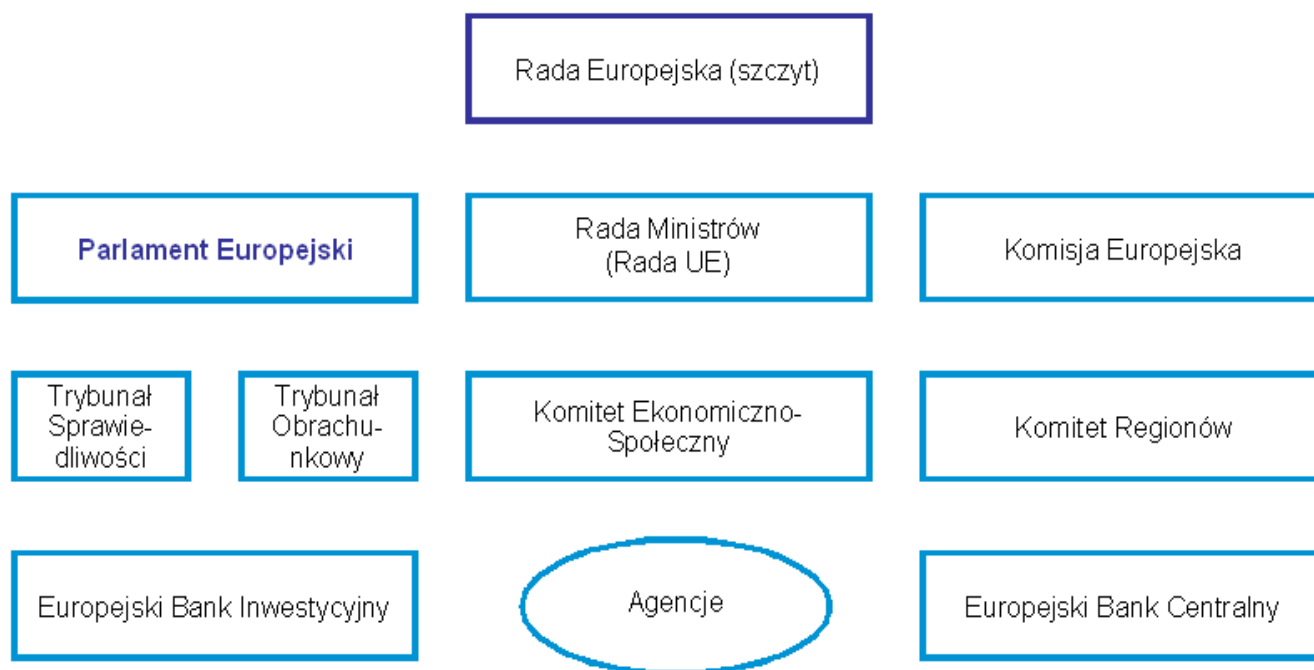 Rada Europejska (szczyt)
Parlament Europejski
Rada Ministrów
(Rada UE)
Komisja Europejska
Trybunał
Sprawie-
dliwości
Trybunał
Obrachu-
nkowy
Komitet Ekonomiczno-
Społeczny
Komitet Regionów
Europejski Bank Inwestycyjny
Agencje
Europejski Bank Centralny